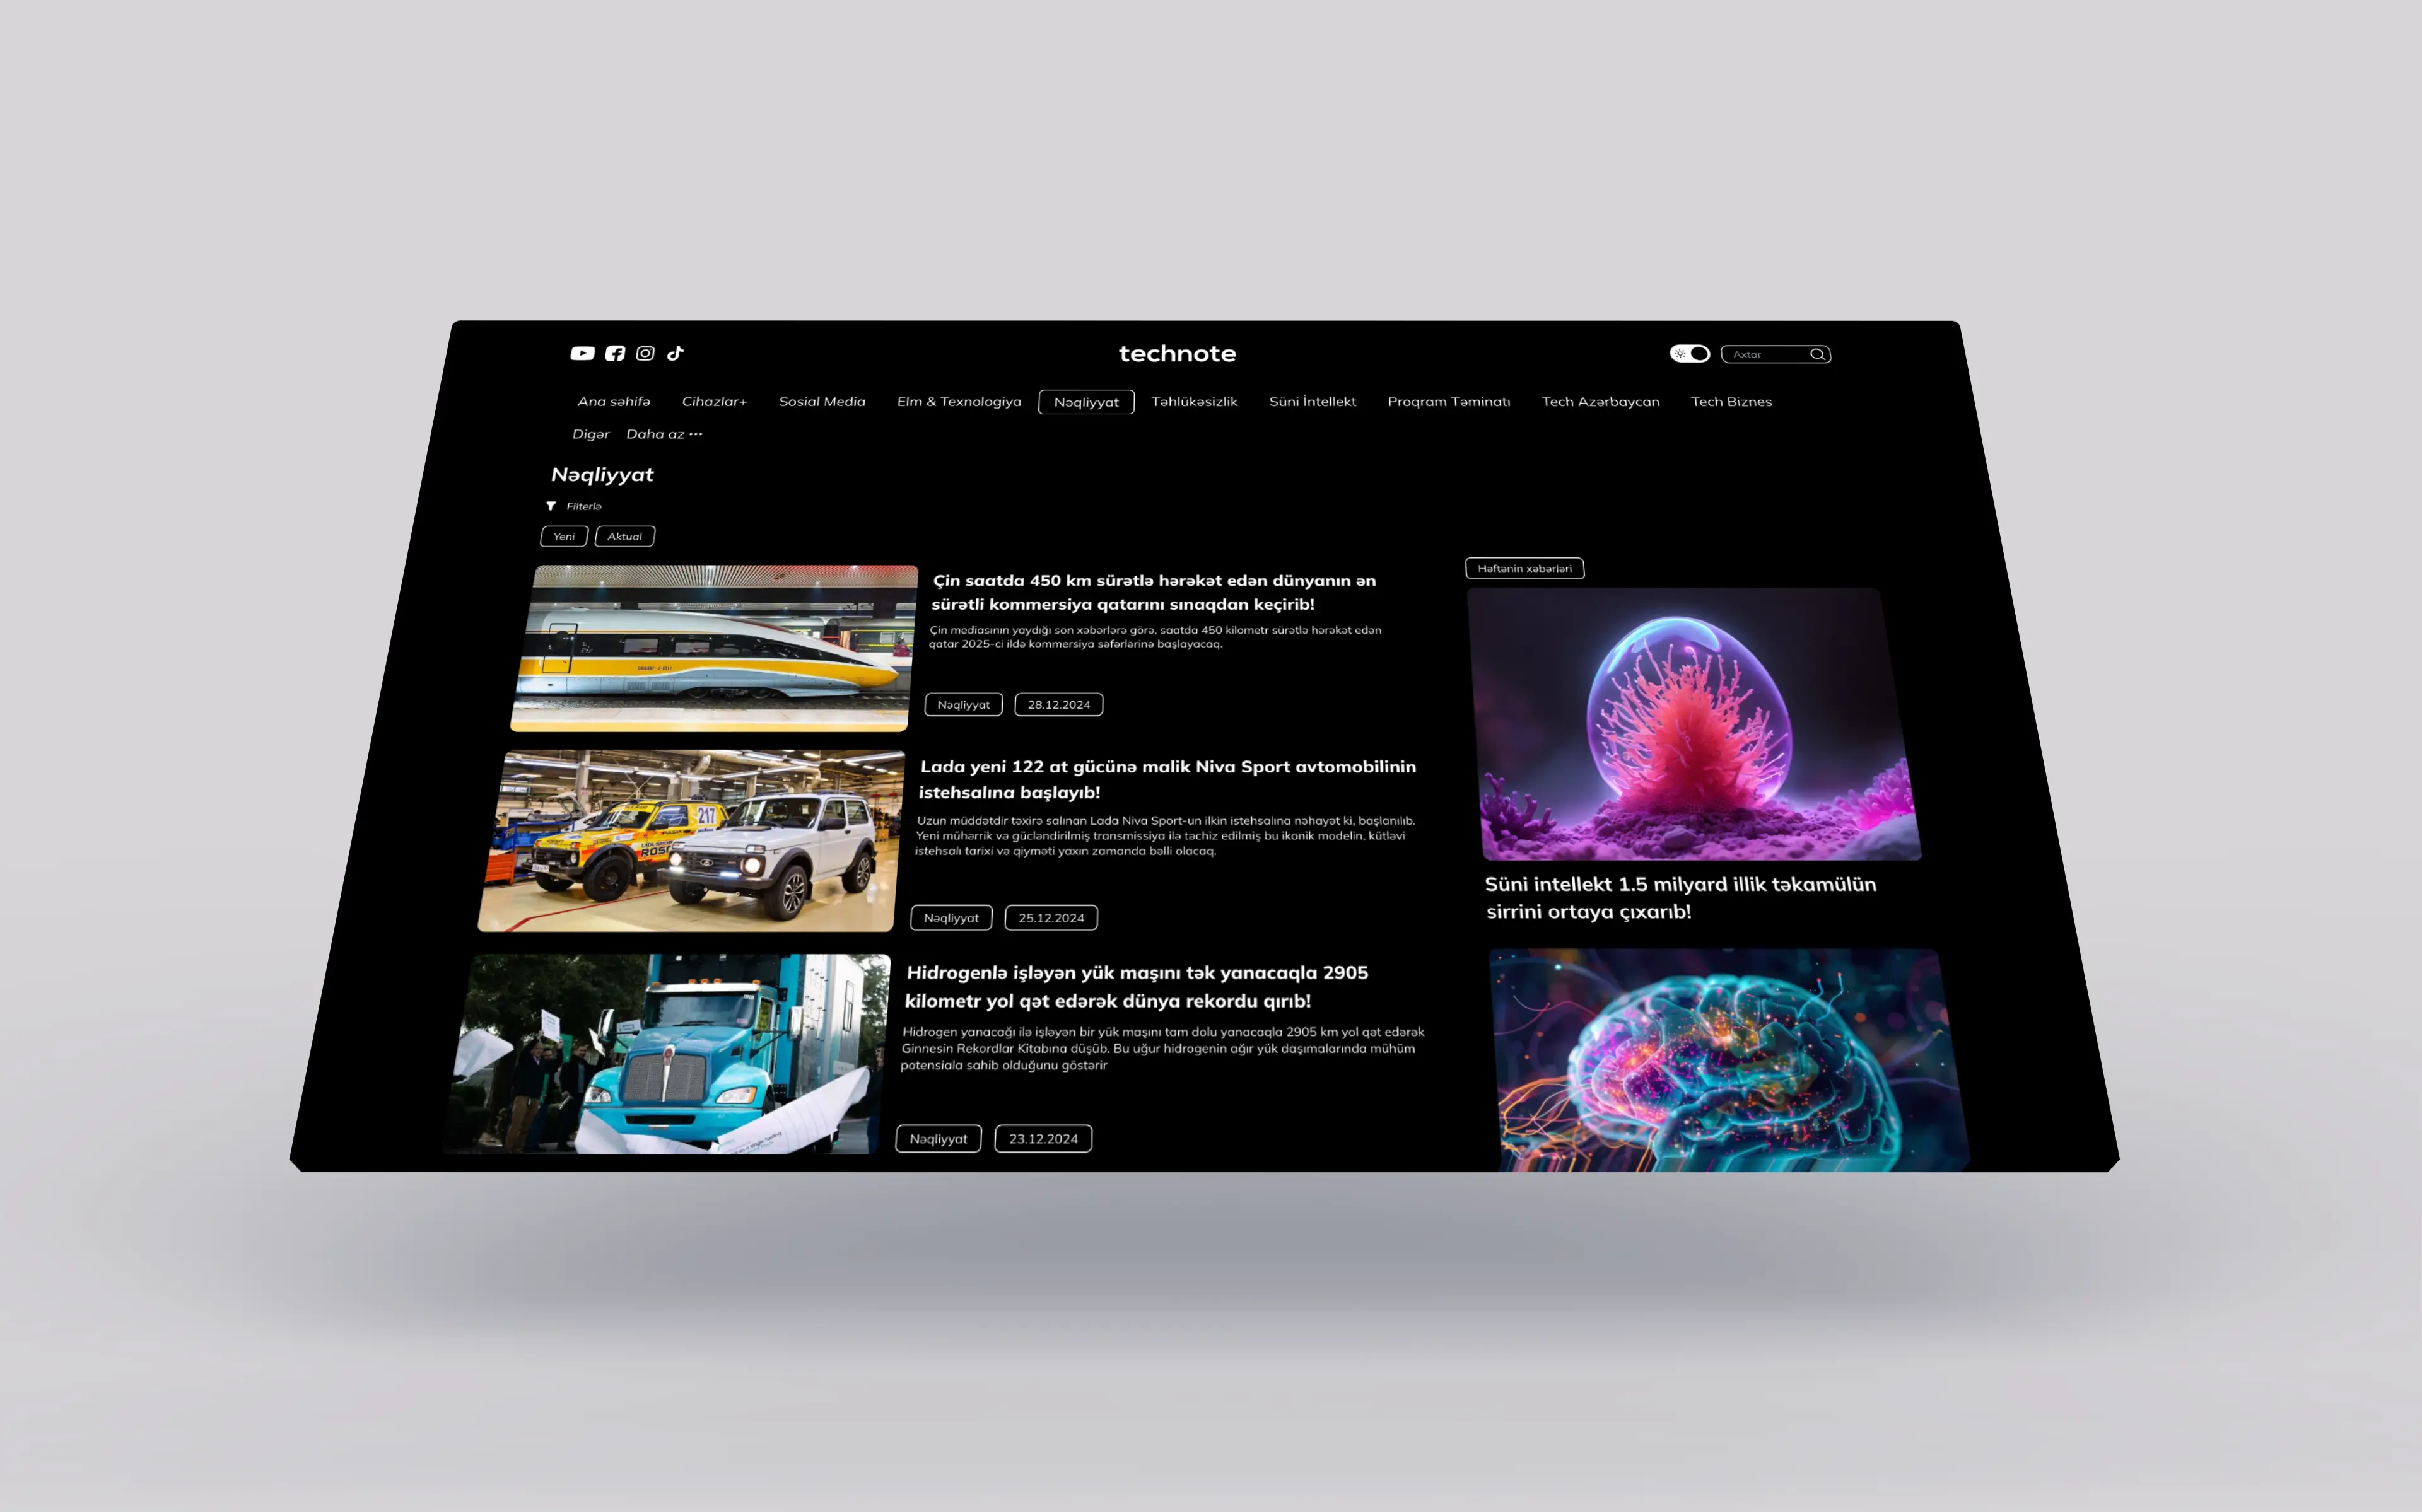 technote
Axtar
Ana səhifə Cihazlar+ Sosial Media Elm & Texnologiya Nəqliyyat Təhlükəsizlik Süni İntellekt Proqram Təminatı Tech Azərbaycan Tech Biznes
Digər Daha az •••
Nəqliyyat
Filterlə
Yeni Aktual
Çin saatda 450 km sürətlə hərəkət edən dünyanın ən
sürətli kommersiya qatarını sınaqdan keçirib!
Çin mediasının yaydığı son xəbərlərə görə, saatda 450 kilometr sürətlə hərəkət edən
qatar 2025-ci ildə kommersiya səfərlərinə başlayacaq.
Nəqliyyat 28.12.2024
217
Lada yeni 122 at gücünə malik Niva Sport avtomobilinin
istehsalına başlayıb!
Uzun müddətdir təxirə salınan Lada Niva Sport-un ilkin istehsalına nəhayət ki, başlanılıb.
Yeni mühərrik və gücləndirilmiş transmissiya ilə təchiz edilmiş bu ikonik modelin, kütləvi
istehsalı tarixi və qiyməti yaxın zamanda bəlli olacaq.
Nəqliyyat 25.12.2024
Hidrogenlə işləyən yük maşını tək yanacaqla 2905
kilometr yol qət edərək dünya rekordu qırıb!
Hidrogen yanacağı ilə işləyən bir yük maşını tam dolu yanacaqla 2905 km yol qət edərək
Ginnesin Rekordlar Kitabına düşüb. Bu uğur hidrogenin ağır yük daşımalarında mühüm
potensiala sahib olduğunu göstərir
Nəqliyyat 23.12.2024
Həftənin xəbərləri
Süni intellekt 1.5 milyard illik təkamülün
sirrini ortaya çıxarıb!